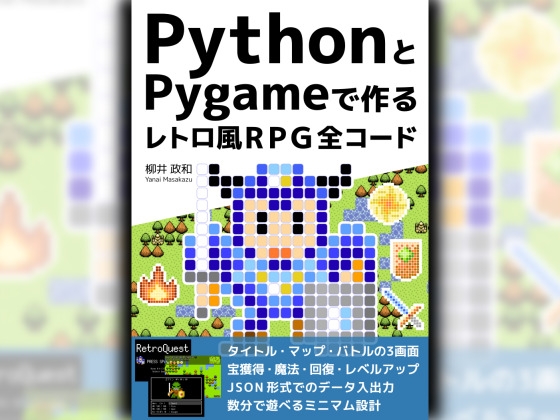 Pythonと
Pygameで作る
レトロ風RPG全コード
柳井 政和
Yanai Masakazu
RetroQuest
タイトル・マップ・バトルの3画面
宝獲得・魔法・回復・レベルアップ
JSON形式でのデータ入出力
数分で遊べるミニマム設計